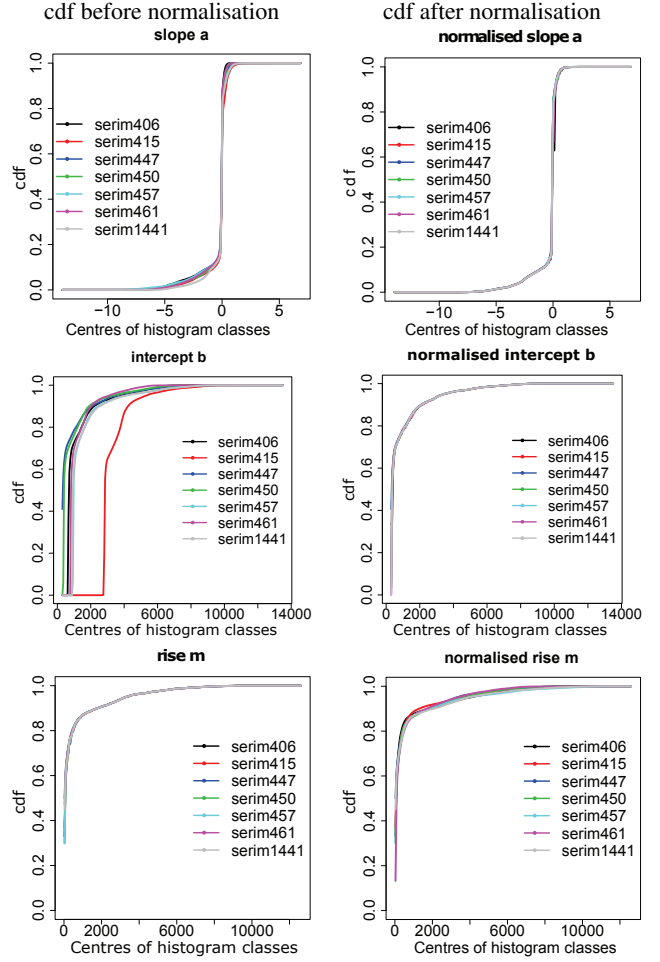 cdf before normalisation
cdf after normalisation
slope a
cdf
0.0 0.2 0.4 0.6 0.8 1.0
serim406
serim415
serim447
serim450
serim457
serim461
serim1441
−10 −5 0 5
Centres of histogram classes
normalised slope a
cdf
0.0 0.2 0.4 0.6 0.8 1.0
serim406
serim415
serim447
serim450
serim457
serim461
serim1441
−10 −5 0 5
Centres of histogram classes
intercept b
cdf
0.0 0.2 0.4 0.6 0.8 1.0
serim406
serim415
serim447
serim450
serim457
serim461
serim1441
0 2000 6000 10000 14000
Centres of histogram classes
normalised intercept b
cdf
0.0 0.2 0.4 0.6 0.8 1.0
serim406
serim415
serim447
serim450
serim457
serim461
serim1441
0 2000 6000 10000 14000
Centres of histogram classes
rise m
cdf
0.0 0.2 0.4 0.6 0.8 1.0
serim406
serim415
serim447
serim450
serim457
serim461
serim1441
0 2000 6000 10000
Centres of histogram classes
normalised rise m
cdf
0.0 0.2 0.4 0.6 0.8 1.0
serim406
serim415
serim447
serim450
serim457
serim461
serim1441
0 2000 6000 10000
Centres of histogram classes